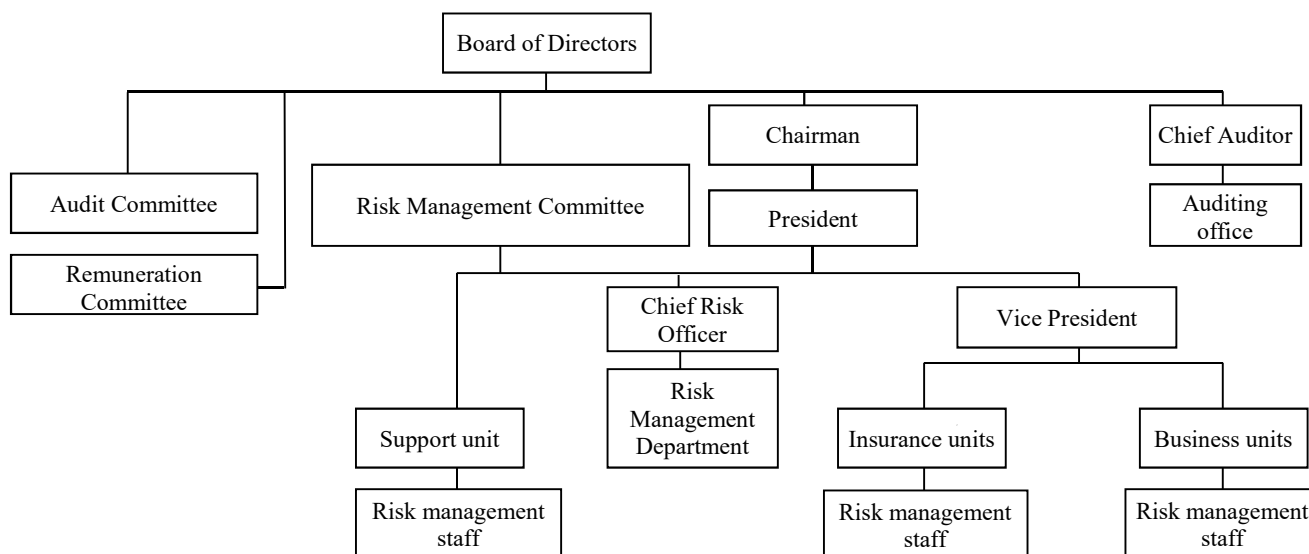 Board of Directors
Chairman
Chief Auditor
Audit Committee
Risk Management Committee
President
Auditing
office
Remuneration
Committee
Chief Risk
Officer
Vice President
Risk
Management
Department
Support unit
Insurance units
Business units
Risk management
staff
Risk management
staff
Risk management
staff